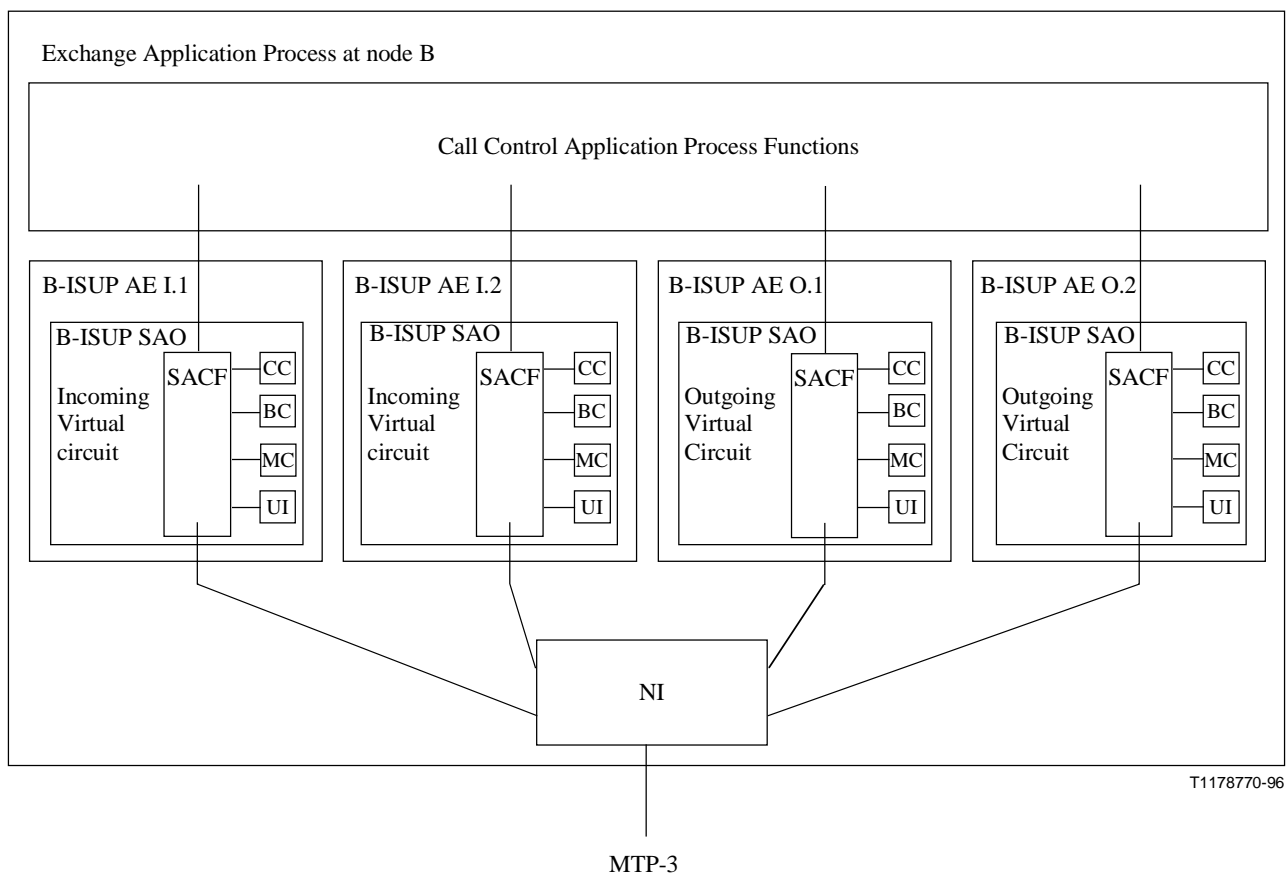 Exchange Application Process at node B
Call Control Application Process Functions
B-ISUP AE I.1
B-ISUP SAO
SACF
Incoming
Virtual
circuit
CC
BC
MC
UI
B-ISUP AE I.2
B-ISUP SAO
SACF
Incoming
Virtual
circuit
CC
BC
MC
UI
B-ISUP AE O.1
B-ISUP SAO
SACF
Outgoing
Virtual
Circuit
CC
BC
MC
UI
B-ISUP AE O.2
B-ISUP SAO
SACF
Outgoing
Virtual
Circuit
CC
BC
MC
UI
NI
T1178770-96
MTP-3